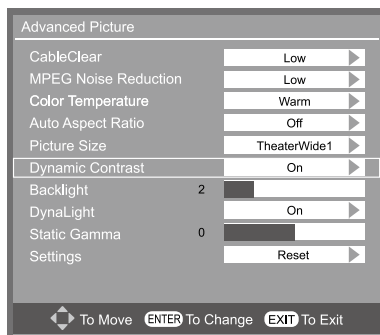 Advanced Picture
CableClear Low
MPEG Noise Reduction Low
Color Temperature Warm
Auto Aspect Ratio Off
Picture Size TheaterWide1
Dynamic Contrast On
Backlight 2
DynaLight On
Static Gamma 0
Settings Reset
To Move ENTER To Change EXIT To Exit